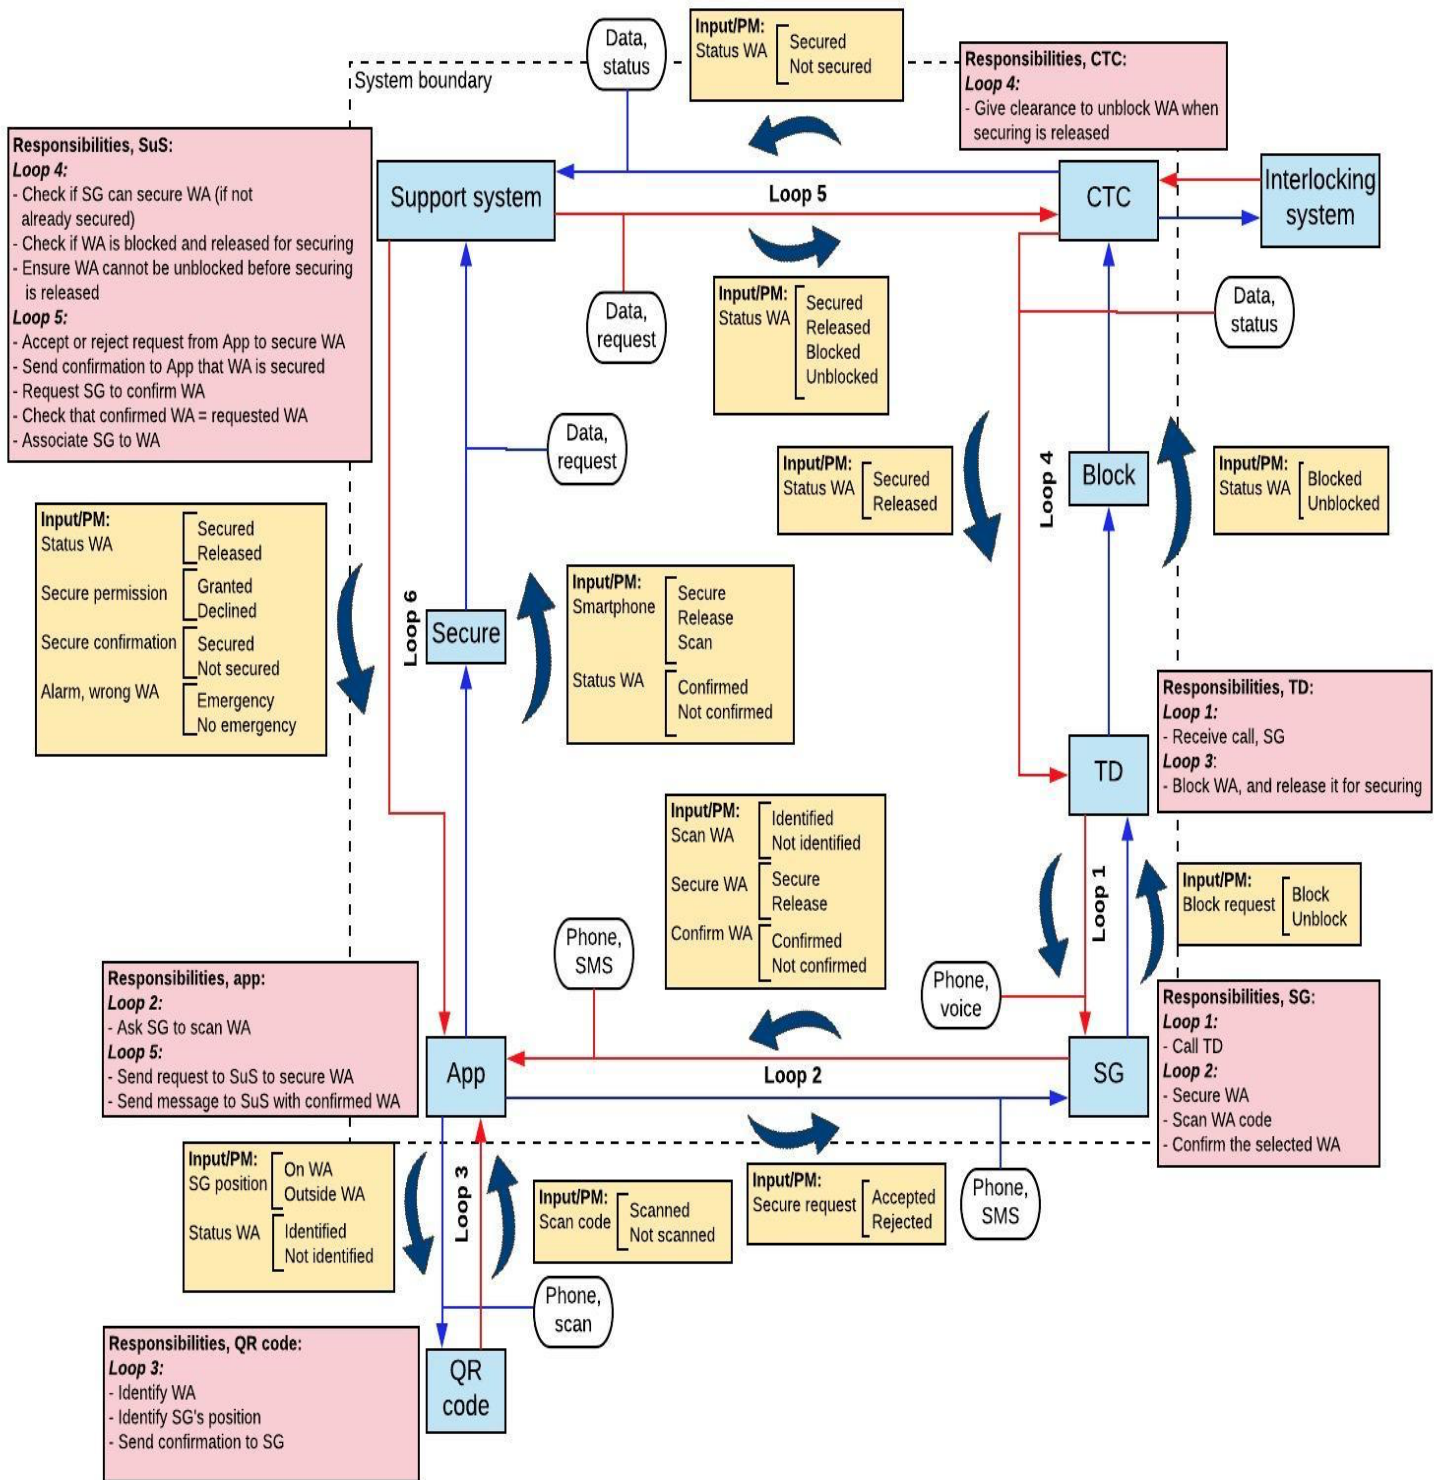 Data,
status
Input/PM:
Status WA
Secured
Not secured
System boundary
Responsibilities, CTC:
Loop 4:
- Give clearance to unblock WA when
securing is released
Responsibilities, SuS:
Loop 4:
- Check if SG can secure WA (if not
already secured)
- Check if WA is blocked and released for securing
- Ensure WA cannot be unblocked before securing
is released
Loop 5:
- Accept or reject request from App to secure WA
- Send confirmation to App that WA is secured
- Request SG to confirm WA
- Check that confirmed WA = requested WA
- Associate SG to WA
Support system
Loop 5
CTC
Interlocking
system
Data,
request
Input/PM:
Status WA
Secured
Released
Blocked
Unblocked
Data,
status
Data,
request
Input/PM:
Status WA
Secured
Released
Loop 4
Block
Input/PM:
Status WA
Blocked
Unblocked
Input/PM:
Status WA
Secured
Released
Secure permission
Granted
Declined
Secure confirmation
Secured
Not secured
Alarm, wrong WA
Emergency
No emergency
Loop 6
Secure
Input/PM:
Smartphone
Secure
Release
Scan
Status WA
Confirmed
Not confirmed
TD
Responsibilities, TD:
Loop 1:
- Receive call, SG
Loop 3:
- Block WA, and release it for securing
Input/PM:
Scan WA
Identified
Not identified
Secure WA
Secure
Release
Confirm WA
Confirmed
Not confirmed
Loop 1
Input/PM:
Block request
Block
Unblock
Phone,
SMS
Phone,
voice
Responsibilities, app:
Loop 2:
- Ask SG to scan WA
Loop 5:
- Send request to SuS to secure WA
- Send message to SuS with confirmed WA
App
Loop 2
SG
Responsibilities, SG:
Loop 1:
- Call TD
Loop 2:
- Secure WA
- Scan WA code
- Confirm the selected WA
Input/PM:
SG position
On WA
Outside WA
Status WA
Identified
Not identified
Loop 3
Input/PM:
Scan code
Scanned
Not scanned
Input/PM:
Secure request
Accepted
Rejected
Phone,
SMS
Phone,
scan
Responsibilities, QR code:
Loop 3:
- Identify WA
- Identify SG's position
- Send confirmation to SG
QR
code